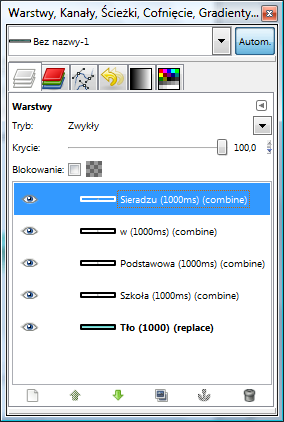 Warstwy, Kanały, Ścieżki, Cofnięcie, Gradienty,...
Bez nazwy-1
Autom.
Warstwy
Tryb: Zwykły
Krycie: 100,0
Blokowanie:
Sieradzu (1000ms) (combine)
w (1000ms) (combine)
Podstawowa (1000ms) (combine)
Szkoła (1000ms) (combine)
Tło (1000) (replace)